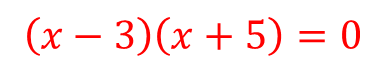 (x − 3)(x + 5) = 0